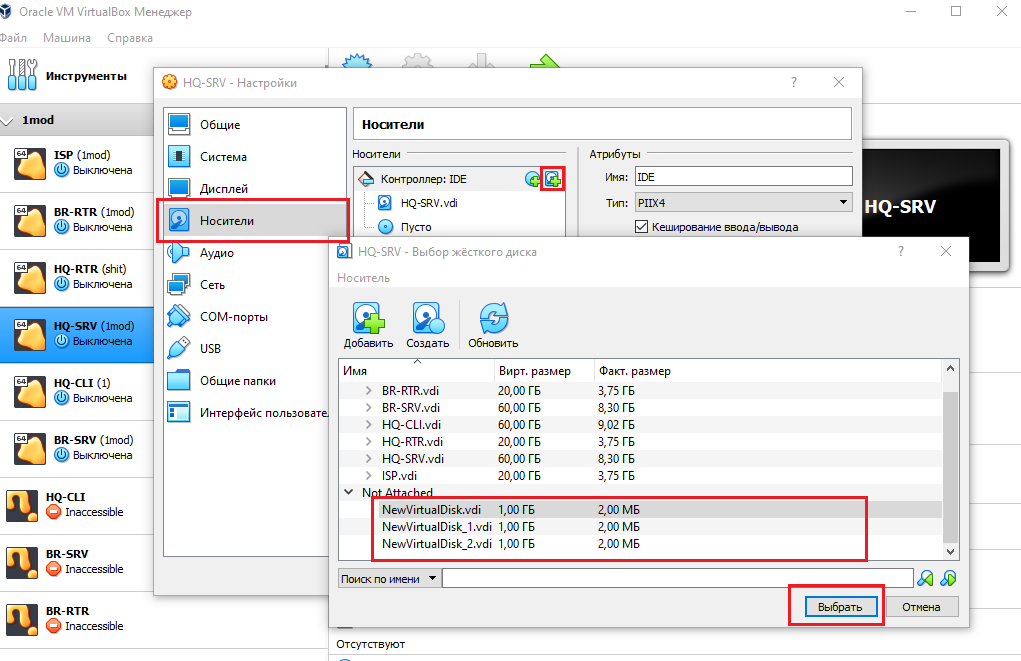 Oracle VM VirtualBox Менеджер
Файл Машина Справка
Инструменты
1mod
ISP (1mod)
Выключена
BR-RTR (1mod)
Выключена
HQ-RTR (shit)
Выключена
HQ-SRV (1mod)
Выключена
HQ-CLI (1)
Выключена
BR-SRV (1mod)
Выключена
HQ-CLI
Inaccessible
BR-SRV
Inaccessible
BR-RTR
Inaccessible
HQ-SRV - Настройки
Общие
Система
Дисплей
Носители
Аудио
Сеть
COM-порты
USB
Общие папки
Интерфейс пользовате.
Носители
Носители
Контроллер: IDE
HQ-SRV.vdi
Пусто
Атрибуты
Имя: IDE
Тип: PIIX4
Кеширование ввода/вывода
HQ-SRV
HQ-SRV - Выбор жёсткого диска
Носитель
Добавить Создать Обновить
Имя Вирт. размер Факт. размер
BR-RTR.vdi 20,00 ГБ 3,75 ГБ
BR-SRV.vdi 60,00 ГБ 8,30 ГБ
HQ-CLI.vdi 60,00 ГБ 9,02 ГБ
HQ-RTR.vdi 20,00 ГБ 3,75 ГБ
HQ-SRV.vdi 60,00 ГБ 8,30 ГБ
ISP.vdi 20,00 ГБ 3,75 ГБ
Not Attached
NewVirtualDisk.vdi 1,00 ГБ 2,00 МБ
NewVirtualDisk_1.vdi 1,00 ГБ 2,00 МБ
NewVirtualDisk_2.vdi 1,00 ГБ 2,00 МБ
Поиск по имени
Выбрать Отмена
Отсутствуют